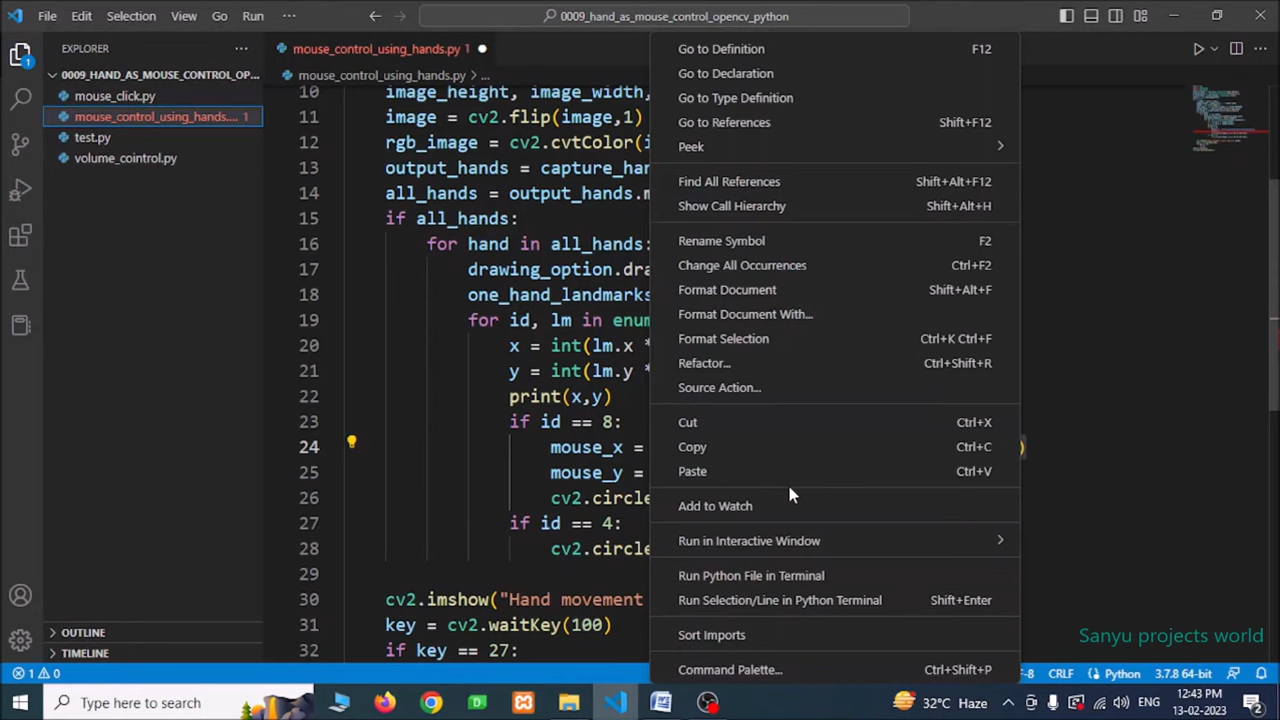 File Edit Selection View Go Run ··· 0009_hand_as_mouse_control_opencv_python
EXPLORER ···
mouse_control_using_hands.py 1
0009_HAND_AS_MOUSE_CONTROL_OP...
mouse_click.py
mouse_control_using_hands.... 1
test.py
volume_cointrol.py
OUTLINE
TIMELINE
mouse_control_using_hands.py > ...
10 image_height, image_width,
11 image = cv2.flip(image,1)
12 rgb_image = cv2.cvtColor(
13 output_hands = capture_han
14 all_hands = output_hands.m
15 if all_hands:
16 for hand in all_hands:
17 drawing_option.dra
18 one_hand_landmarks
19 for id, lm in enum
20 x = int(lm.x *
21 y = int(lm.y *
22 print(x,y)
23 if id == 8:
24 mouse_x = )
25 mouse_y =
26 cv2.circle
27 if id == 4:
28 cv2.circle
29
30 cv2.imshow("Hand movement
31 key = cv2.waitKey(100)
32 if key == 27:
Go to Definition F12
Go to Declaration
Go to Type Definition
Go to References Shift+F12
Peek
Find All References Shift+Alt+F12
Show Call Hierarchy Shift+Alt+H
Rename Symbol F2
Change All Occurrences Ctrl+F2
Format Document Shift+Alt+F
Format Document With...
Format Selection Ctrl+K Ctrl+F
Refactor... Ctrl+Shift+R
Source Action...
Cut Ctrl+X
Copy Ctrl+C
Paste Ctrl+V
Add to Watch
Run in Interactive Window
Run Python File in Terminal
Run Selection/Line in Python Terminal Shift+Enter
Sort Imports
Command Palette... Ctrl+Shift+P
Sanyu projects world
1 0 F-8 CRLF Python 3.7.8 64-bit
Type here to search 32°C Haze ENG 12:43 PM
13-02-2023 2